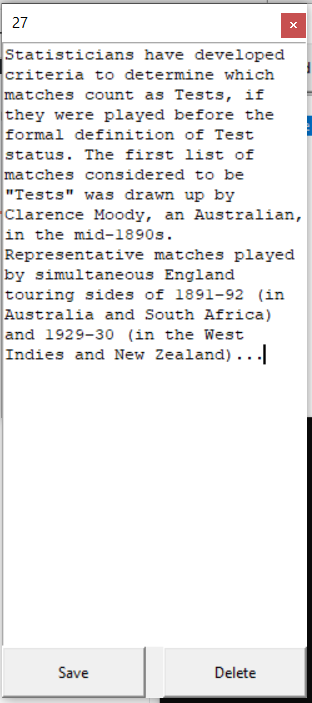 27
×
Statisticians have developed
criteria to determine which
matches count as Tests, if
they were played before the
formal definition of Test
status. The first list of
matches considered to be
"Tests" was drawn up by
Clarence Moody, an Australian,
in the mid-1890s.
Representative matches played
by simultaneous England
touring sides of 1891–92 (in
Australia and South Africa)
and 1929–30 (in the West
Indies and New Zealand)...
Save
Delete